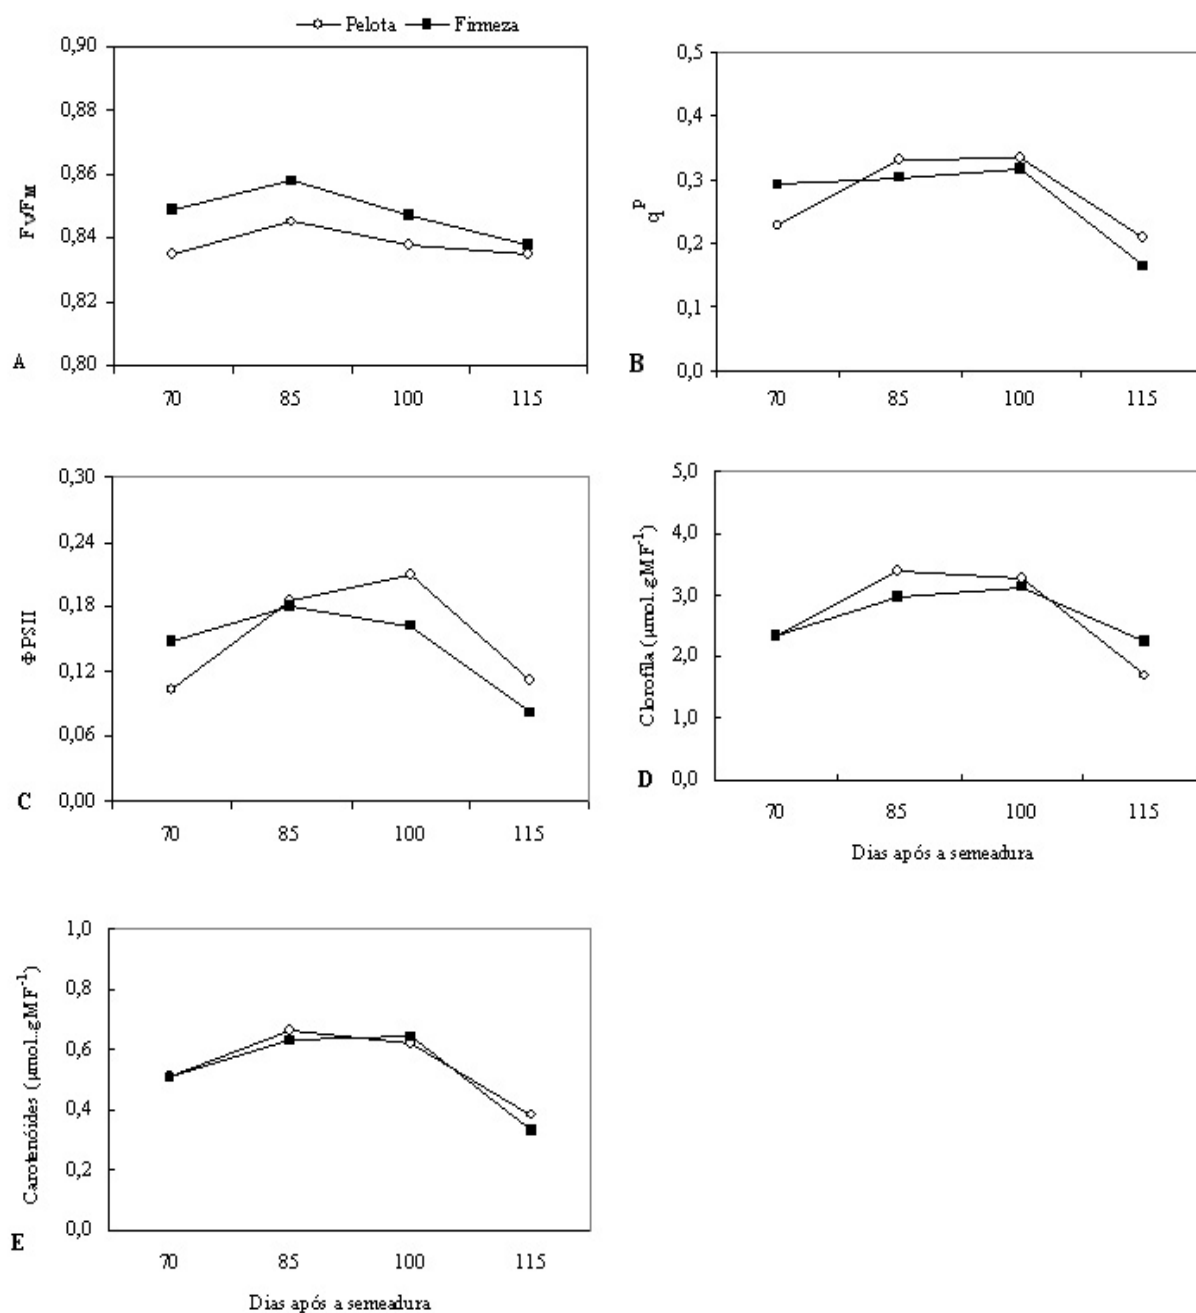 Pelota Firmeza
0,90
0,88
0,86
0,84
0,82
0,80
FV/FM
A
70 85 100 115
0,5
0,4
0,3
0,2
0,1
0,0
qP
B
70 85 100 115
0,30
0,24
0,18
0,12
0,06
0,00
ΦPSII
C
70 85 100 115
5,0
4,0
3,0
2,0
1,0
0,0
Clorofila (µmol.gMF⁻¹)
D
70 85 100 115
Dias após a semeadura
1,0
0,8
0,6
0,4
0,2
0,0
Carotenóides (µmol.gMF⁻¹)
E
70 85 100 115
Dias após a semeadura